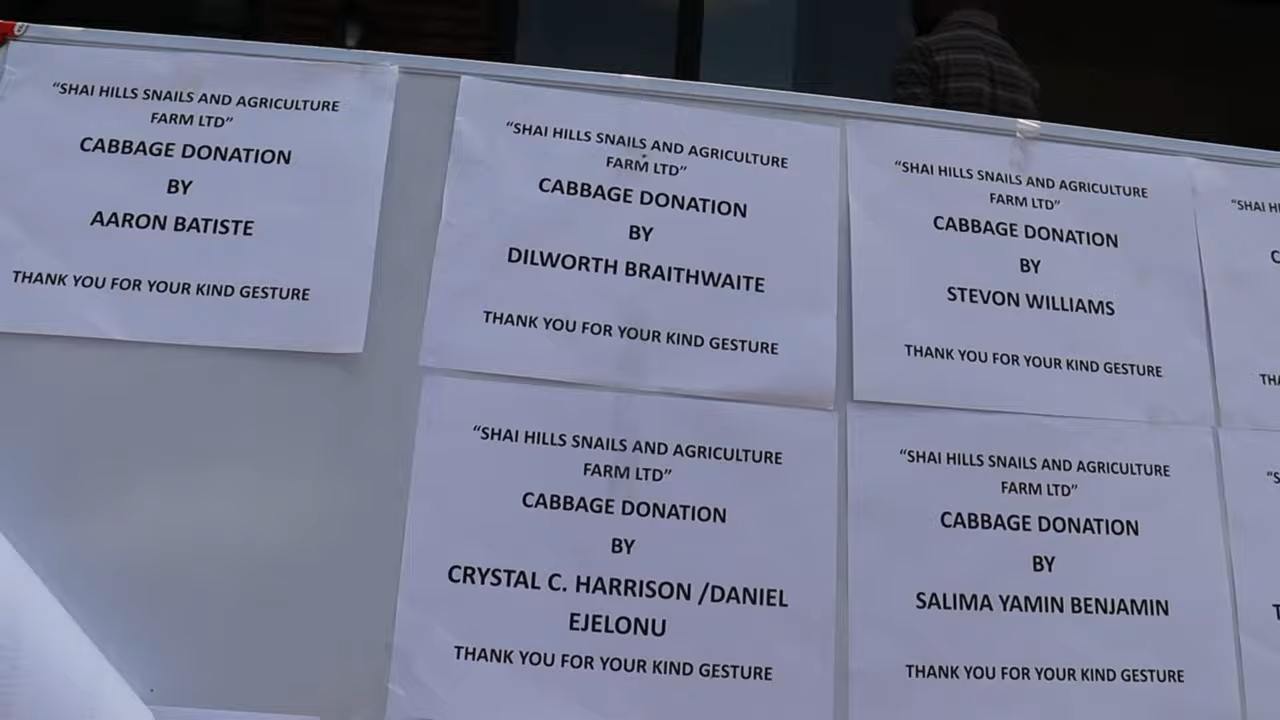 “SHAI HILLS SNAILS AND AGRICULTURE
FARM LTD”
CABBAGE DONATION
BY
AARON BATISTE
THANK YOU FOR YOUR KIND GESTURE
“SHAI HILLS SNAILS AND AGRICULTURE
FARM LTD”
CABBAGE DONATION
BY
DILWORTH BRAITHWAITE
THANK YOU FOR YOUR KIND GESTURE
“SHAI HILLS SNAILS AND AGRICULTURE
FARM LTD”
CABBAGE DONATION
BY
STEVON WILLIAMS
THANK YOU FOR YOUR KIND GESTURE
“SHAI
“SHAI HILLS SNAILS AND AGRICULTURE
FARM LTD”
CABBAGE DONATION
BY
CRYSTAL C. HARRISON /DANIEL
EJELONU
THANK YOU FOR YOUR KIND GESTURE
“SHAI HILLS SNAILS AND AGRICULTURE
FARM LTD”
CABBAGE DONATION
BY
SALIMA YAMIN BENJAMIN
THANK YOU FOR YOUR KIND GESTURE